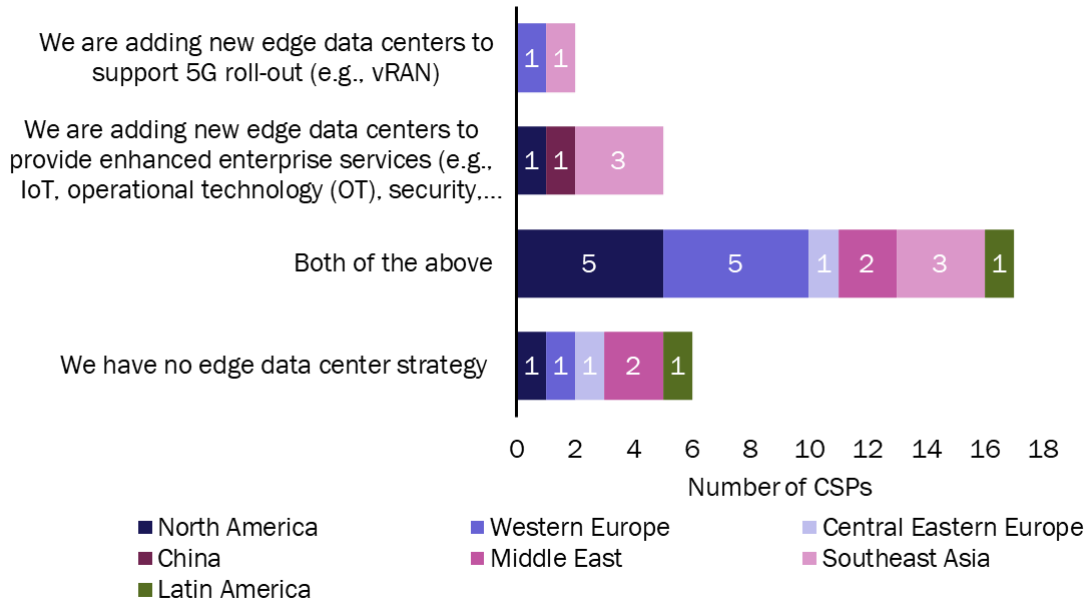 We are adding new edge data centers to
support 5G roll-out (e.g., vRAN)
1 1
We are adding new edge data centers to
provide enhanced enterprise services (e.g.,
IoT, operational technology (OT), security,...
1 1 3
Both of the above
5 5 1 2 3 1
We have no edge data center strategy
1 1 1 2 1
0 2 4 6 8 10 12 14 16 18
Number of CSPs
North America Western Europe Central Eastern Europe
China Middle East Southeast Asia
Latin America